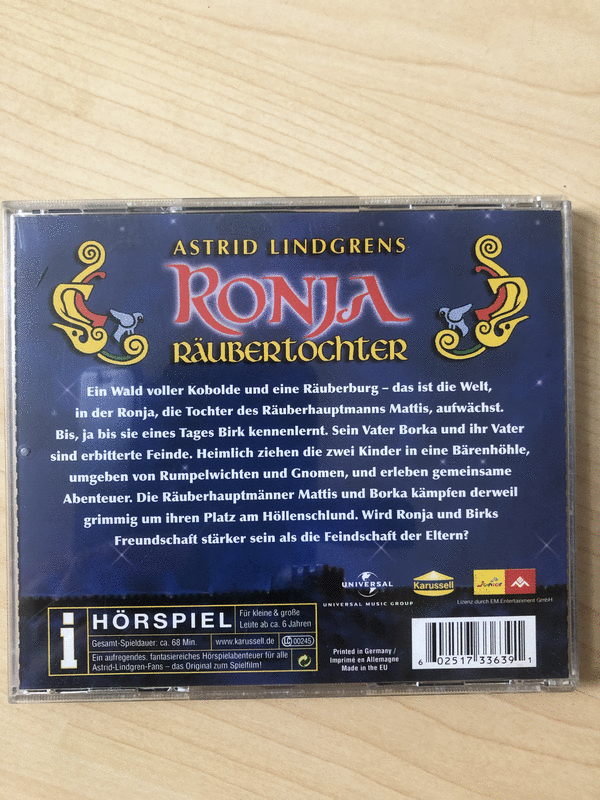 ASTRID LINDGRENS
RONJA
RÄUBERTOCHTER
Ein Wald voller Kobolde und eine Räuberburg – das ist die Welt,
in der Ronja, die Tochter des Räuberhauptmanns Mattis, aufwächst.
Bis, ja bis sie eines Tages Birk kennenlernt. Sein Vater Borka und ihr Vater
sind erbitterte Feinde. Heimlich ziehen die zwei Kinder in eine Bärenhöhle,
umgeben von Rumpelwichten und Gnomen, und erleben gemeinsame
Abenteuer. Die Räuberhauptmänner Mattis und Borka kämpfen derweil
grimmig um ihren Platz am Höllenschlund. Wird Ronja und Birks
Freundschaft stärker sein als die Feindschaft der Eltern?
UNIVERSAL
UNIVERSAL MUSIC GROUP
Karussell
Junior
Lizenz durch EM.Entertainment GmbH
i
HÖRSPIEL
Für kleine & große
Leute ab ca. 6 Jahren
Gesamt-Spieldauer: ca. 68 Min.
www.karussell.de
LC 00245
Ein aufregendes, fantasiereiches Hörspielabenteuer für alle
Astrid-Lindgren-Fans – das Original zum Spielfilm!
Printed in Germany /
Imprimé en Allemagne
Made in the EU
6 02517 33639 1